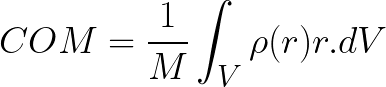 COM = \frac{1}{M} \int_V \rho(r)r.dV